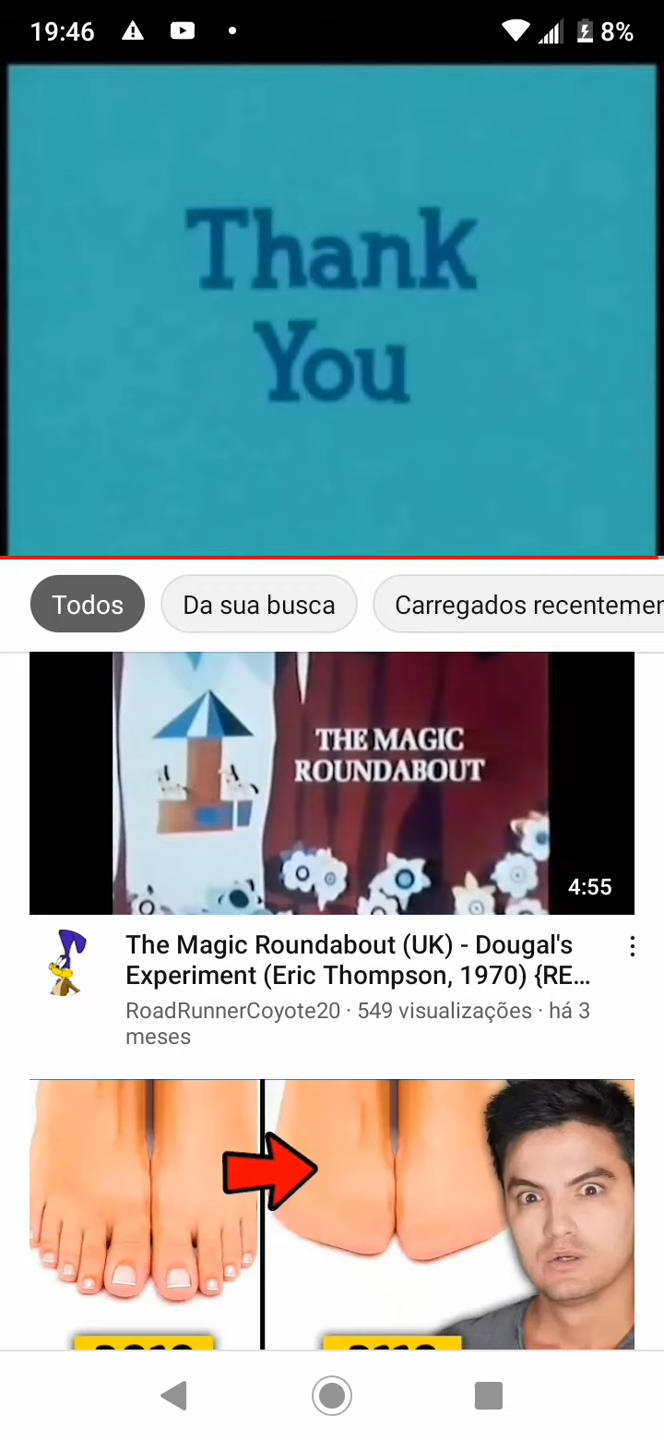 19:46
8%
Thank
You
Todos
Da sua busca
Carregados recentemen
THE MAGIC
ROUNDABOUT
4:55
The Magic Roundabout (UK) - Dougal's
Experiment (Eric Thompson, 1970) {RE...
RoadRunnerCoyote20 · 549 visualizações · há 3
meses